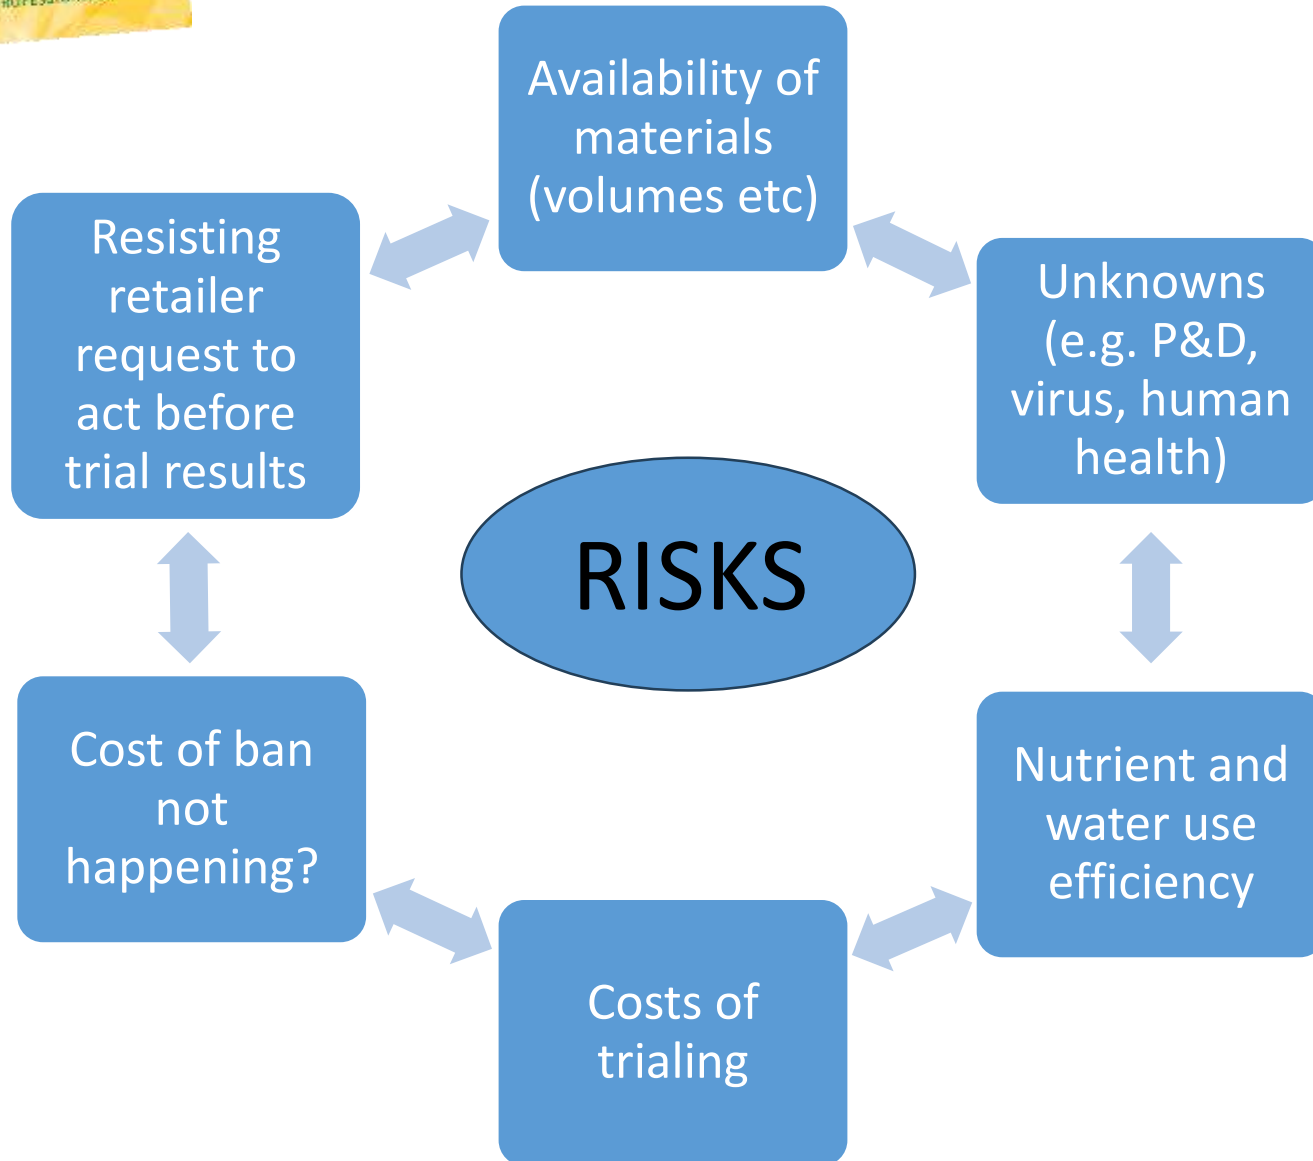 Availability of
materials
(volumes etc)
Unknowns
(e.g. P&D,
virus, human
health)
Nutrient and
water use
efficiency
Costs of
trialing
Cost of ban
not
happening?
Resisting
retailer
request to
act before
trial results
RISKS